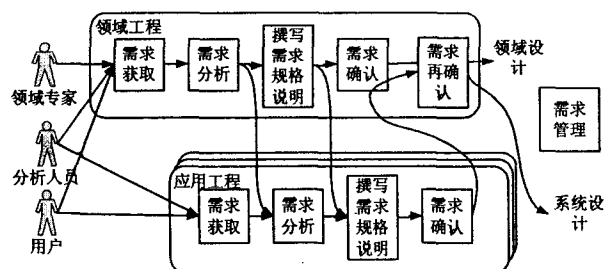 领域工程
需求
获取
需求
分析
撰写
需求
规格
说明
需求
确认
需求
再确
认
领域设
计
领域专家
需求
管理
分析人员
应用工程
用户
需求
获取
需求
分析
撰写
需求
规格
说明
需求
确认
系统设
计